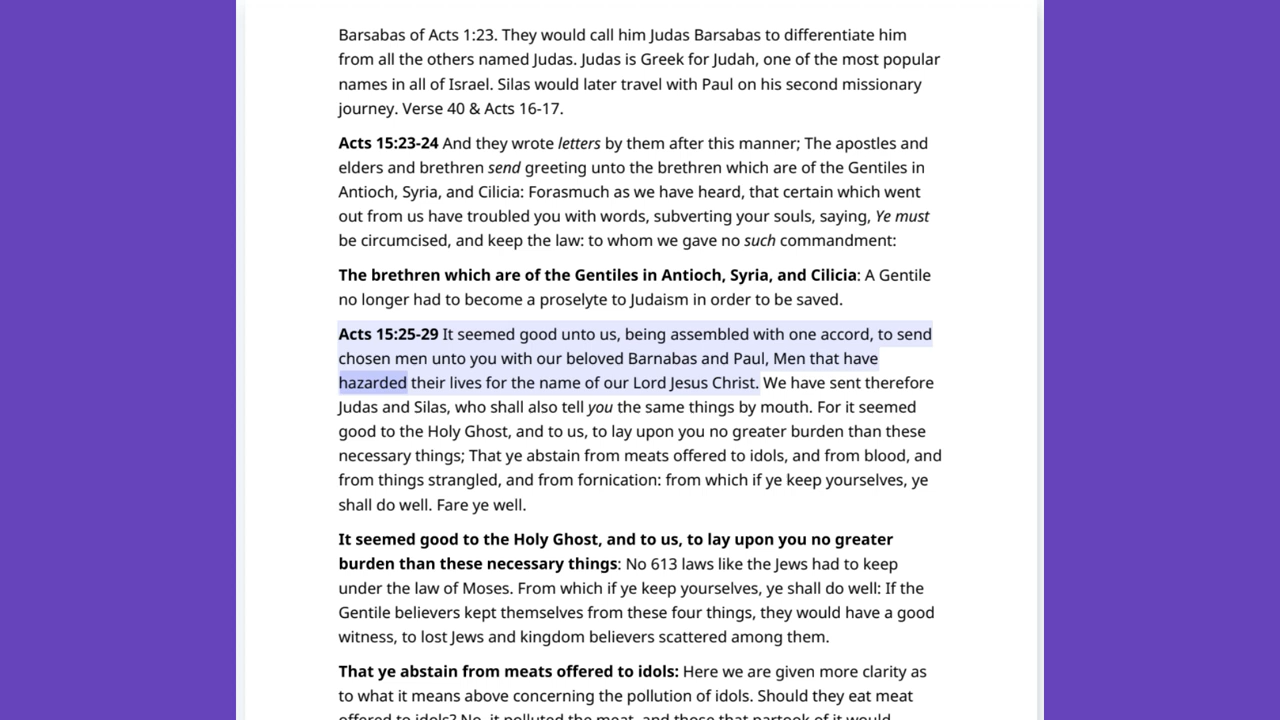 Barsabas of Acts 1:23. They would call him Judas Barsabas to differentiate him
from all the others named Judas. Judas is Greek for Judah, one of the most popular
names in all of Israel. Silas would later travel with Paul on his second missionary
journey. Verse 40 & Acts 16-17.
Acts 15:23-24 And they wrote letters by them after this manner; The apostles and
elders and brethren send greeting unto the brethren which are of the Gentiles in
Antioch, Syria, and Cilicia: Forasmuch as we have heard, that certain which went
out from us have troubled you with words, subverting your souls, saying, Ye must
be circumcised, and keep the law: to whom we gave no such commandment:
The brethren which are of the Gentiles in Antioch, Syria, and Cilicia: A Gentile
no longer had to become a proselyte to Judaism in order to be saved.
Acts 15:25-29 It seemed good unto us, being assembled with one accord, to send
chosen men unto you with our beloved Barnabas and Paul, Men that have
hazarded their lives for the name of our Lord Jesus Christ. We have sent therefore
Judas and Silas, who shall also tell you the same things by mouth. For it seemed
good to the Holy Ghost, and to us, to lay upon you no greater burden than these
necessary things; That ye abstain from meats offered to idols, and from blood, and
from things strangled, and from fornication: from which if ye keep yourselves, ye
shall do well. Fare ye well.
It seemed good to the Holy Ghost, and to us, to lay upon you no greater
burden than these necessary things: No 613 laws like the Jews had to keep
under the law of Moses. From which if ye keep yourselves, ye shall do well: If the
Gentile believers kept themselves from these four things, they would have a good
witness, to lost Jews and kingdom believers scattered among them.
That ye abstain from meats offered to idols: Here we are given more clarity as
to what it means above concerning the pollution of idols. Should they eat meat
offered to idols? No, it polluted the meat, and those that partook of it would